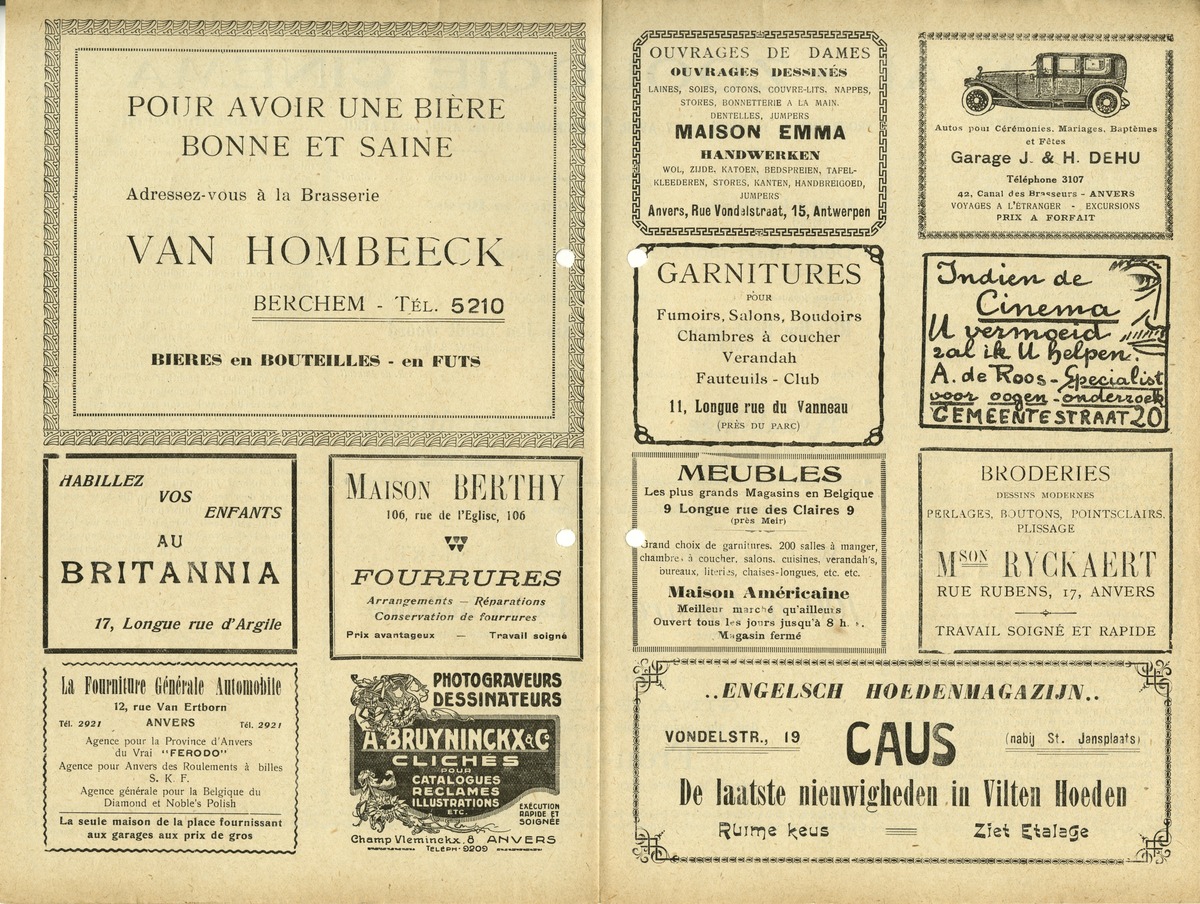 POUR AVOIR UNE BIÈRE
BONNE ET SAINE
Adressez-vous à la Brasserie
VAN HOMBEECK
BERCHEM - TÉL. 5210
BIERES en BOUTEILLES - en FUTS
HABILLEZ
VOS
ENFANTS
AU
BRITANNIA
17, Longue rue d'Argile
MAISON BERTHY
106, rue de l'Eglise, 106
FOURRURES
Arrangements — Réparations
Conservation de fourrures
Prix avantageux — Travail soigné
La Fourniture Générale Automobile
12, rue Van Ertborn
Tél. 2921 ANVERS Tél. 2921
Agence pour la Province d'Anvers
du Vrai "FERODO"
Agence pour Anvers des Roulements à billes
S. K. F.
Agence générale pour la Belgique du
Diamond et Noble's Polish
La seule maison de la place fournissant
aux garages aux prix de gros
PHOTOGRAVEURS
DESSINATEURS
A. BRUYNINCKX & Cº
CLICHÉS
POUR
CATALOGUES
RECLAMES
ILLUSTRATIONS
ETC.
EXÉCUTION
RAPIDE ET
SOIGNÉE
Champ Vleminckx, 8 ANVERS
TELÉPH. 9209
OUVRAGES DE DAMES
OUVRAGES DESSINÉS
LAINES, SOIES, COTONS, COUVRE-LITS, NAPPES,
STORES, BONNETTERIE A LA MAIN.
DENTELLES, JUMPERS
MAISON EMMA
HANDWERKEN
WOL, ZIJDE, KATOEN, BEDSPREIEN, TAFEL-
KLEEDEREN, STORES, KANTEN, HANDBREIGOED,
JUMPERS
Anvers, Rue Vondelstraat, 15, Antwerpen
Autos pour Cérémonies, Mariages, Baptêmes
et Fêtes
Garage J. & H. DEHU
Téléphone 3107
42, Canal des Brasseurs - ANVERS
VOYAGES A L'ÉTRANGER - EXCURSIONS
PRIX A FORFAIT
GARNITURES
POUR
Fumoirs, Salons, Boudoirs
Chambres à coucher
Verandah
Fauteuils - Club
11, Longue rue du Vanneau
(PRÈS DU PARC)
Indien de
Cinema
U vermoeid
zal ik U helpen.
A. de Roos - Specialist
voor oogen-onderzoek
GEMEENTESTRAAT 20
MEUBLES
Les plus grands Magasins en Belgique
9 Longue rue des Claires 9
(près Meir)
Grand choix de garnitures. 200 salles à manger,
chambres à coucher, salons, cuisines, verandah's,
bureaux, literies, chaises-longues, etc. etc.
Maison Américaine
Meilleur marché qu'ailleurs
Ouvert tous les jours jusqu'à 8 h. s.
Magasin fermé
BRODERIES
DESSINS MODERNES
PERLAGES, BOUTONS, POINTSCLAIRS,
PLISSAGE
MSON RYCKAERT
RUE RUBENS, 17, ANVERS
TRAVAIL SOIGNÉ ET RAPIDE
..ENGELSCH HOEDENMAGAZIJN..
VONDELSTR., 19 CAUS (nabij St. Jansplaats)
De laatste nieuwigheden in Vilten Hoeden
Ruime keus Ziet Etalage